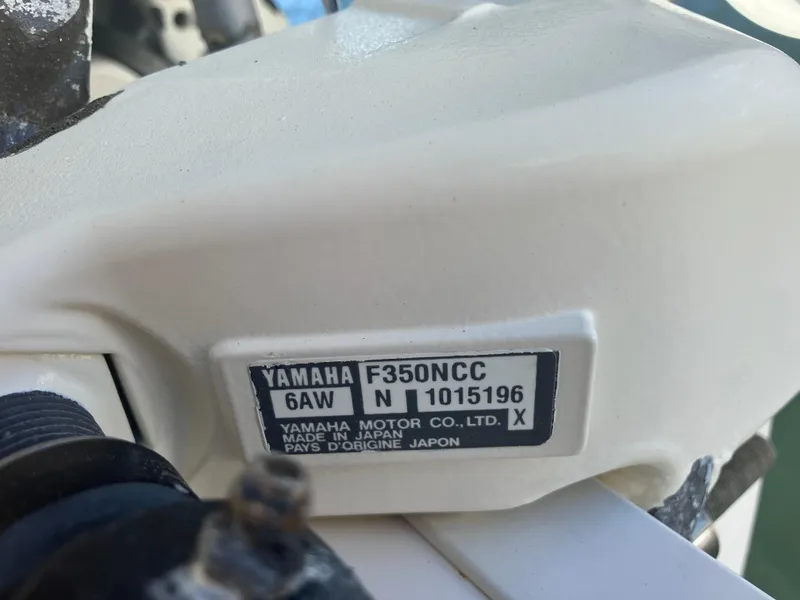 YAMAHA F350NCC
6AW N 1015196
YAMAHA MOTOR CO.,LTD. X
MADE IN JAPAN
PAYS D'ORIGINE JAPON